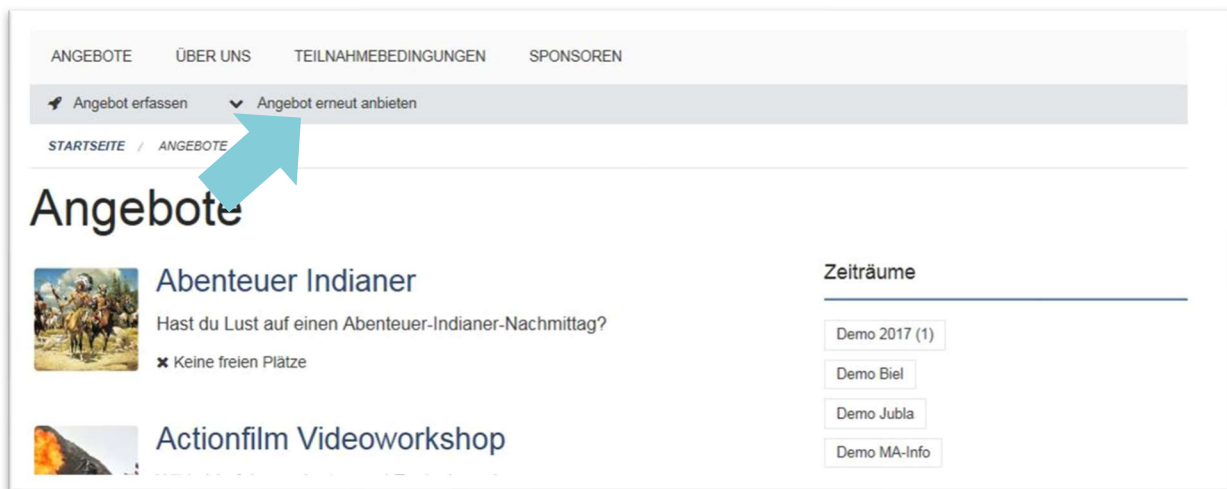 ANGEBOTE ÜBER UNS TEILNAHMEBEDINGUNGEN SPONSOREN
Angebot erfassen Angebot erneut anbieten
STARTSEITE / ANGEBOTE
Angebote
Abenteuer Indianer
Hast du Lust auf einen Abenteuer-Indianer-Nachmittag?
Keine freien Plätze
Actionfilm Videoworkshop
Zeiträume
Demo 2017 (1)
Demo Biel
Demo Jubla
Demo MA-Info